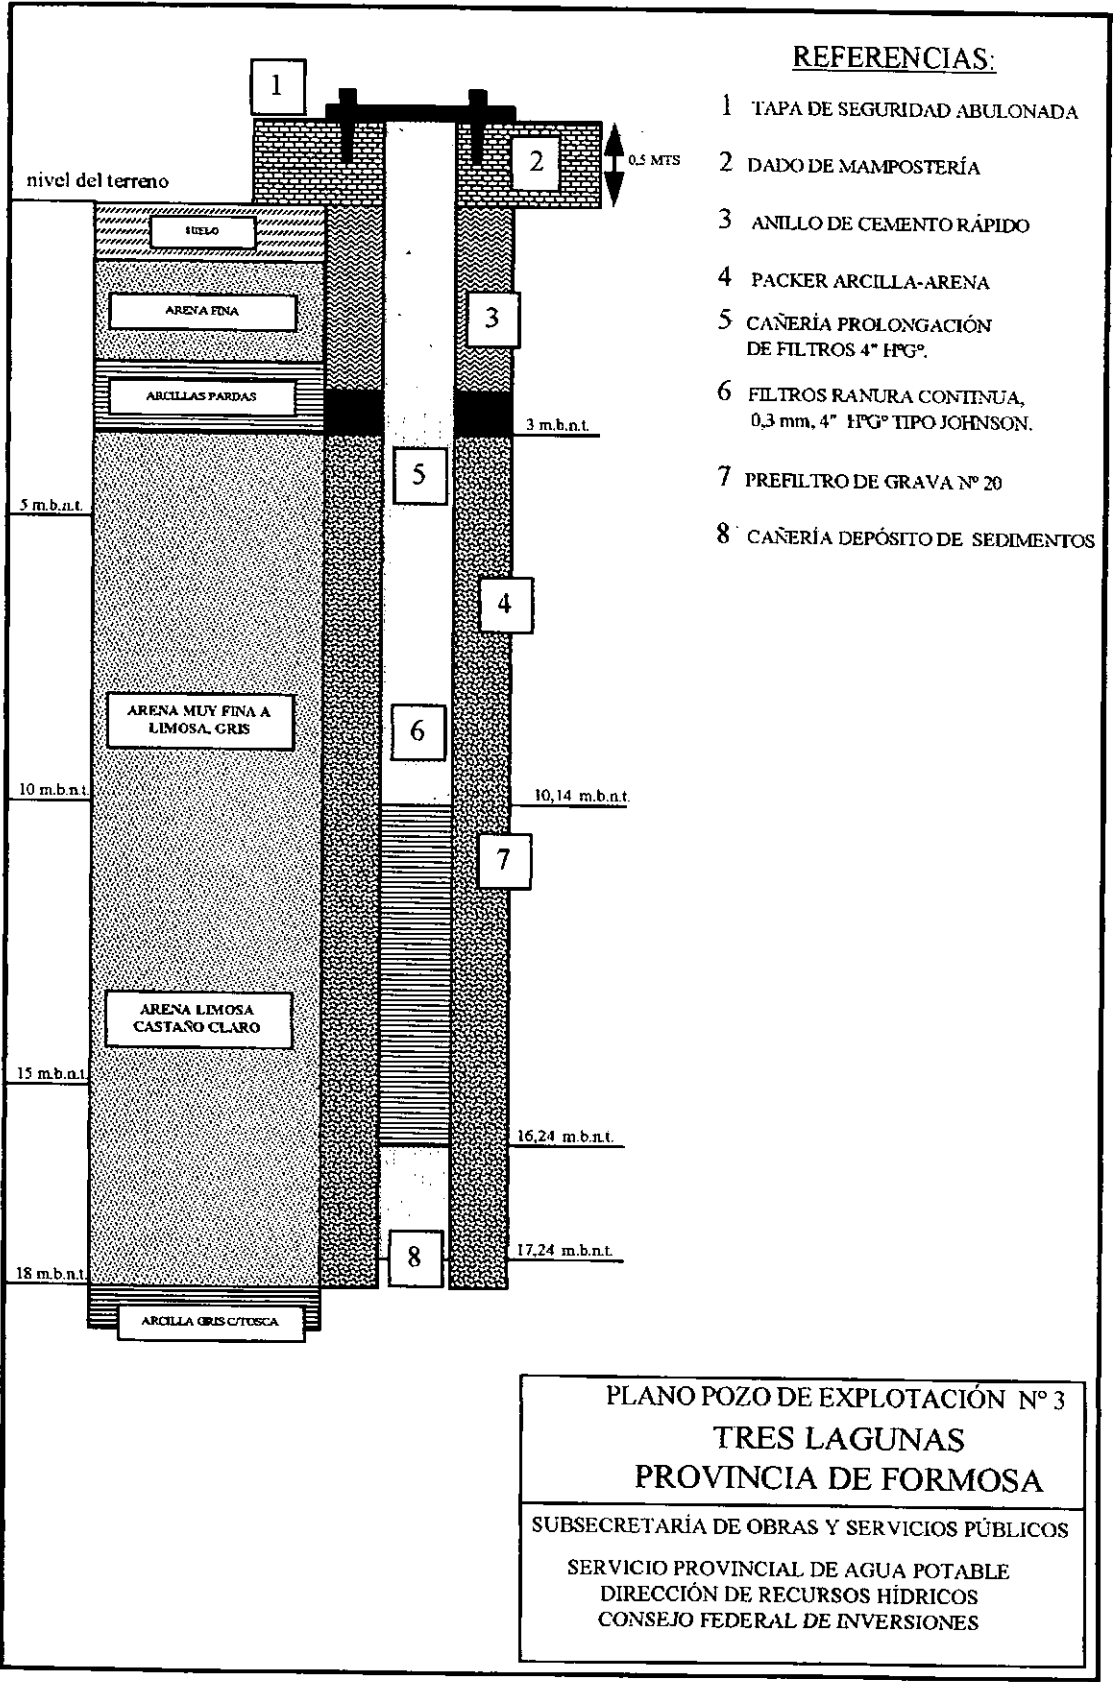 REFERENCIAS:
1 TAPA DE SEGURIDAD ABULONADA
2 DADO DE MAMPOSTERÍA
3 ANILLO DE CEMENTO RÁPIDO
4 PACKER ARCILLA-ARENA
5 CAÑERÍA PROLONGACIÓN
DE FILTROS 4" HºGº.
6 FILTROS RANURA CONTINUA,
0,3 mm, 4" HºGº TIPO JOHNSON.
7 PREFILTRO DE GRAVA Nº 20
8 CAÑERÍA DEPÓSITO DE SEDIMENTOS
1
2
0,5 MTS
nivel del terreno
SUELO
ARENA FINA
3
ARCILLAS PARDAS
3 m.b.n.t.
5
5 m.b.n.t.
4
ARENA MUY FINA A
LIMOSA, GRIS
6
10 m.b.n.t.
10,14 m.b.n.t.
7
ARENA LIMOSA
CASTAÑO CLARO
15 m.b.n.t.
16,24 m.b.n.t.
8
17,24 m.b.n.t.
18 m.b.n.t.
ARCILLA GRIS C/TOSCA
PLANO POZO DE EXPLOTACIÓN Nº 3
TRES LAGUNAS
PROVINCIA DE FORMOSA
SUBSECRETARÍA DE OBRAS Y SERVICIOS PÚBLICOS
SERVICIO PROVINCIAL DE AGUA POTABLE
DIRECCIÓN DE RECURSOS HÍDRICOS
CONSEJO FEDERAL DE INVERSIONES